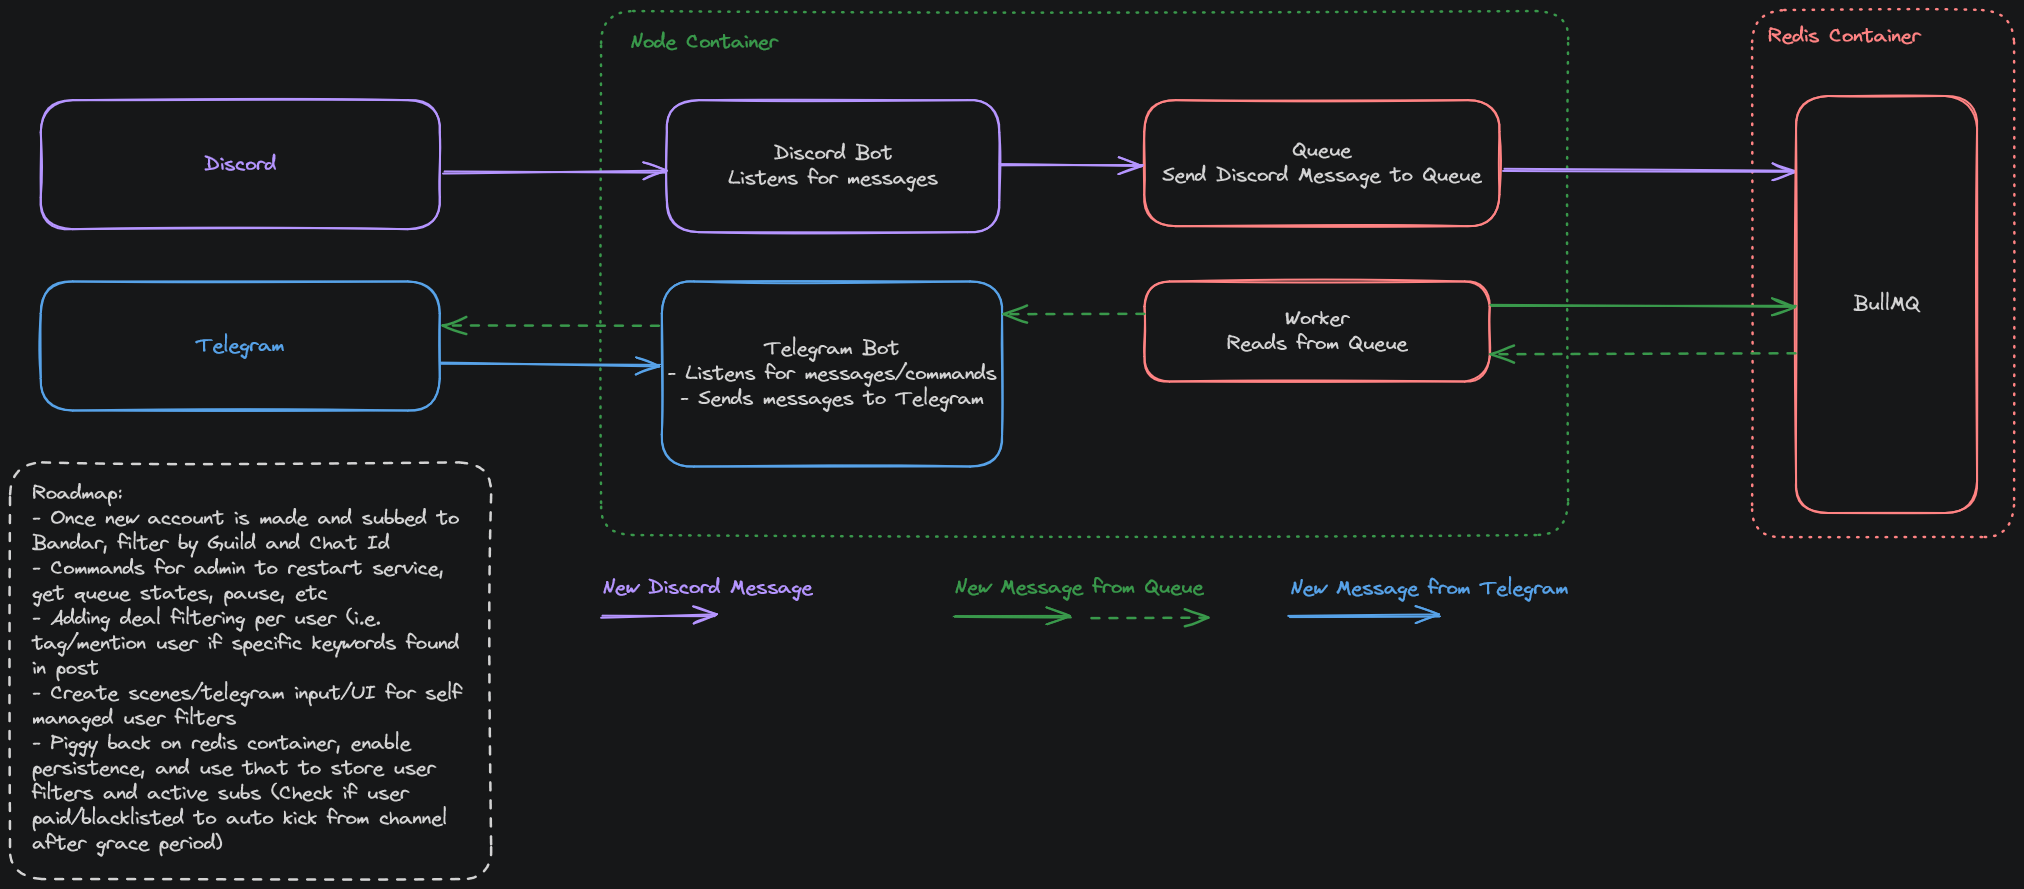 Node Container
Redis Container
Discord
Discord Bot
Listens for messages
Queue
Send Discord Message to Queue
Telegram
Telegram Bot
- Listens for messages/commands
- Sends messages to Telegram
Worker
Reads from Queue
BullMQ
Roadmap:
- Once new account is made and subbed to
Bandar, filter by Guild and Chat Id
- Commands for admin to restart service,
get queue states, pause, etc
- Adding deal filtering per user (i.e.
tag/mention user if specific keywords found
in post
- Create scenes/telegram input/UI for self
managed user filters
- Piggy back on redis container, enable
persistence, and use that to store user
filters and active subs (Check if user
paid/blacklisted to auto kick from channel
after grace period)
New Discord Message
New Message from Queue
New Message from Telegram